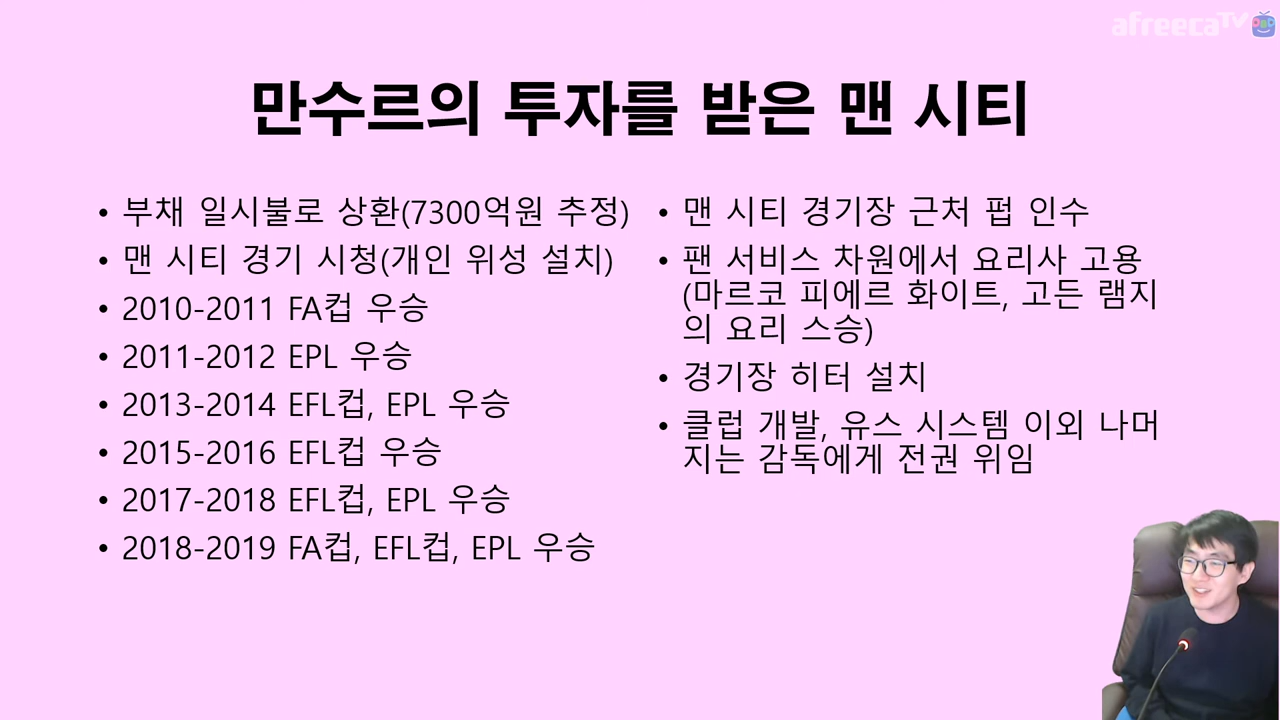 afreecaTV
만수르의 투자를 받은 맨 시티
• 부채 일시불로 상환(7300억원 추정)
• 맨 시티 경기 시청(개인 위성 설치)
• 2010-2011 FA컵 우승
• 2011-2012 EPL 우승
• 2013-2014 EFL컵, EPL 우승
• 2015-2016 EFL컵 우승
• 2017-2018 EFL컵, EPL 우승
• 2018-2019 FA컵, EFL컵, EPL 우승
• 맨 시티 경기장 근처 펍 인수
• 팬 서비스 차원에서 요리사 고용
(마르코 피에르 화이트, 고든 램지
의 요리 스승)
• 경기장 히터 설치
• 클럽 개발, 유스 시스템 이외 나머
지는 감독에게 전권 위임